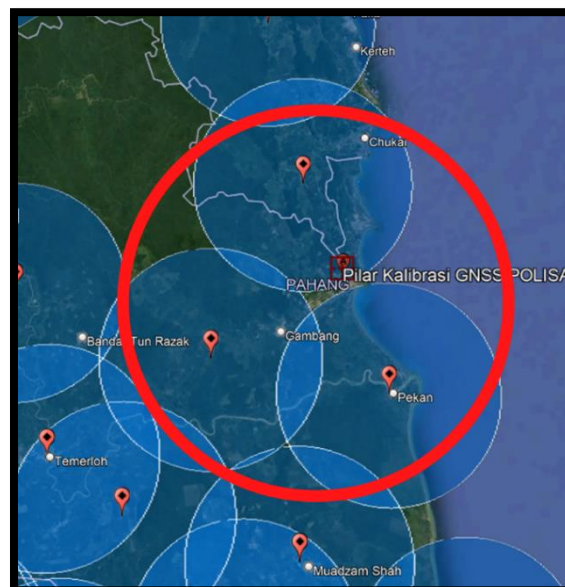 Kerteh
Chukai
Pilar Kalibrasi GNSS POLISA
PAHANG
Gambang
Bandar Tun Razak
Pekan
Temerloh
Muadzam Shah